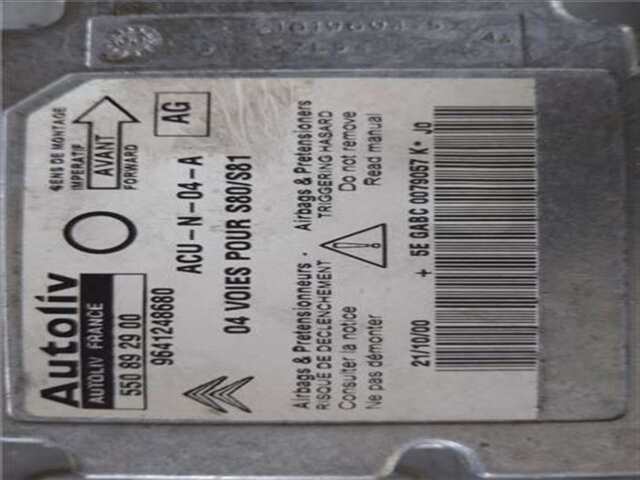 Autoliv
AUTOLIV FRANCE
550 89 29 00
9641248680
SENS DE MONTAGE
IMPERATIF
AVANT
FORWARD
AG
ACU-N-04-A
04 VOIES POUR S80/S81
Airbags & Pretensionneurs -
RISQUE DE DECLENCHEMENT
Consulter la notice
Ne pas démonter
Airbags & Pretensioners
TRIGGERING HASARD
Do not remove
Read manual
21/10/00
+ 5E GABC 0079057 K* J0